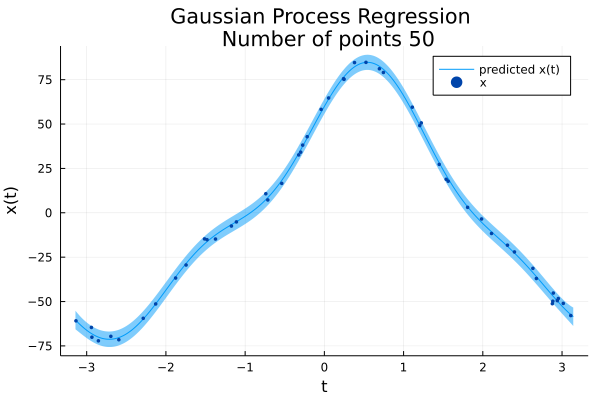 Gaussian Process Regression
Number of points 50
predicted x(t)
x
x(t)
75
50
25
0
−25
−50
−75
−3
−2
−1
0
1
2
3
t